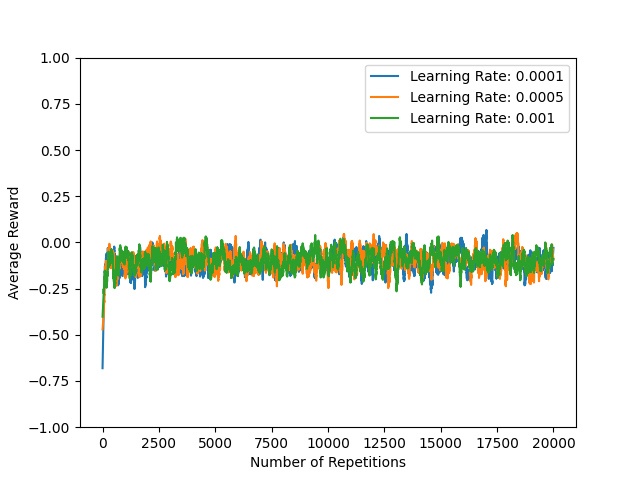 1.00
0.75
0.50
0.25
0.00
−0.25
−0.50
−0.75
−1.00
Average Reward
Learning Rate: 0.0001
Learning Rate: 0.0005
Learning Rate: 0.001
0 2500 5000 7500 10000 12500 15000 17500 20000
Number of Repetitions